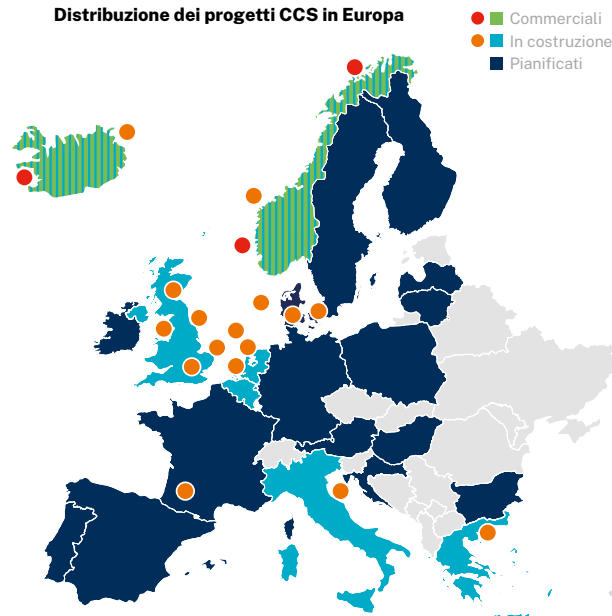 Distribuzione dei progetti CCS in Europa
Commerciali
In costruzione
Pianificati